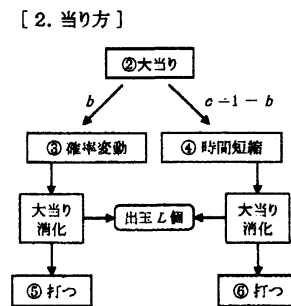 [ 2. 当り方 ]
②大当り
b
c=1-b
③確率変動
④時間短縮
大当り
消化
出玉L個
大当り
消化
⑤打つ
⑥打つ